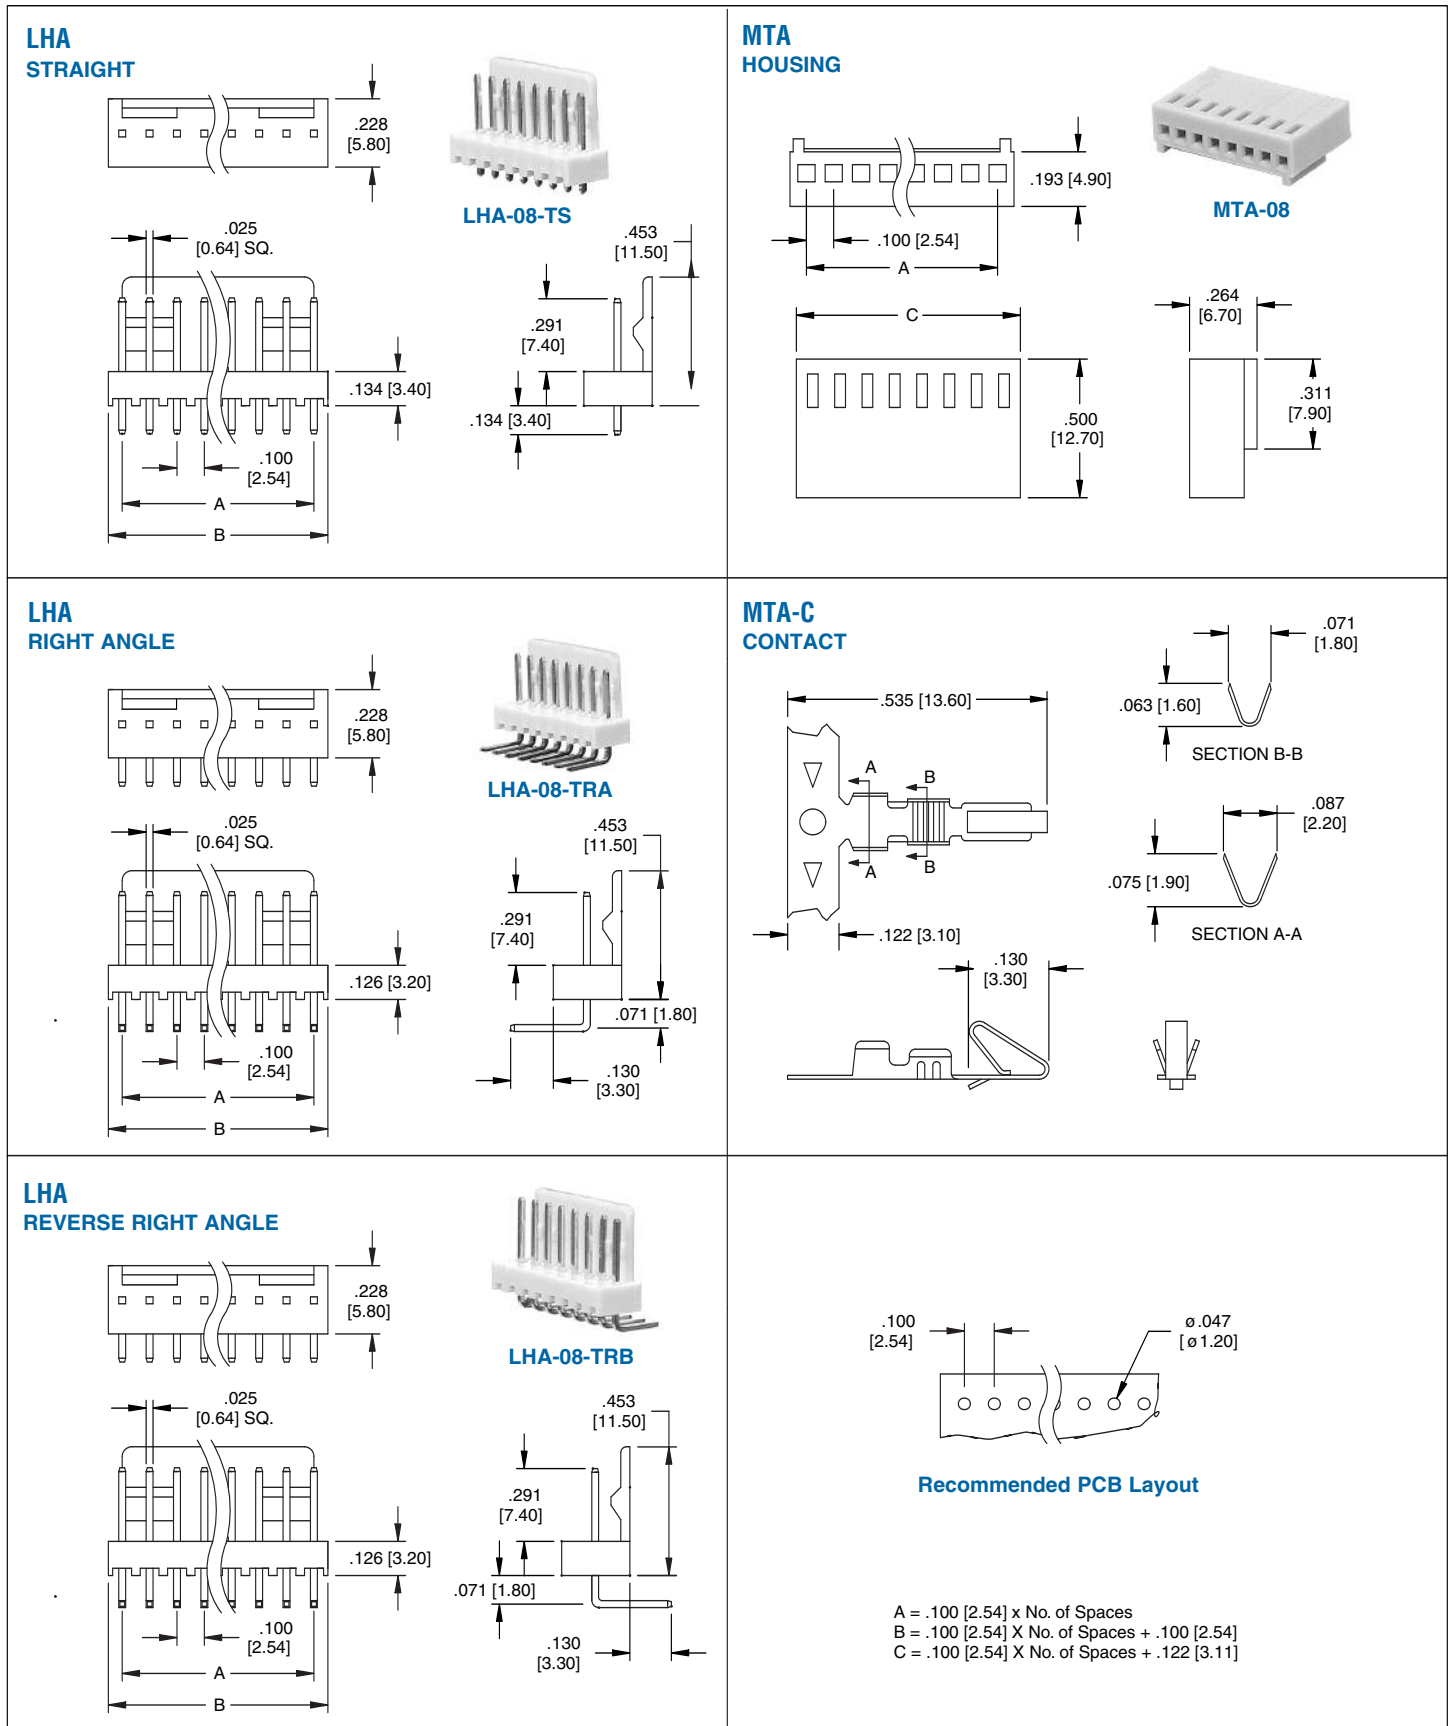 LHA
STRAIGHT
.228
[5.80]
LHA-08-TS
.025
[0.64] SQ.
.453
[11.50]
.291
[7.40]
.134 [3.40]
.134 [3.40]
.100
[2.54]
A
B
MTA
HOUSING
.193 [4.90]
MTA-08
.100 [2.54]
A
C
.264
[6.70]
.500
[12.70]
.311
[7.90]
LHA
RIGHT ANGLE
.228
[5.80]
LHA-08-TRA
.025
[0.64] SQ.
.453
[11.50]
.291
[7.40]
.126 [3.20]
.071 [1.80]
.100
[2.54]
.130
[3.30]
A
B
MTA-C
CONTACT
.071
[1.80]
.535 [13.60]
.063 [1.60]
SECTION B-B
A
B
.087
[2.20]
A
B
.075 [1.90]
SECTION A-A
.122 [3.10]
.130
[3.30]
LHA
REVERSE RIGHT ANGLE
.228
[5.80]
LHA-08-TRB
.025
[0.64] SQ.
.453
[11.50]
.291
[7.40]
.126 [3.20]
.071 [1.80]
.100
[2.54]
.130
[3.30]
A
B
.100
[2.54]
ø.047
[ø1.20]
Recommended PCB Layout
A = .100 [2.54] x No. of Spaces
B = .100 [2.54] X No. of Spaces + .100 [2.54]
C = .100 [2.54] X No. of Spaces + .122 [3.11]